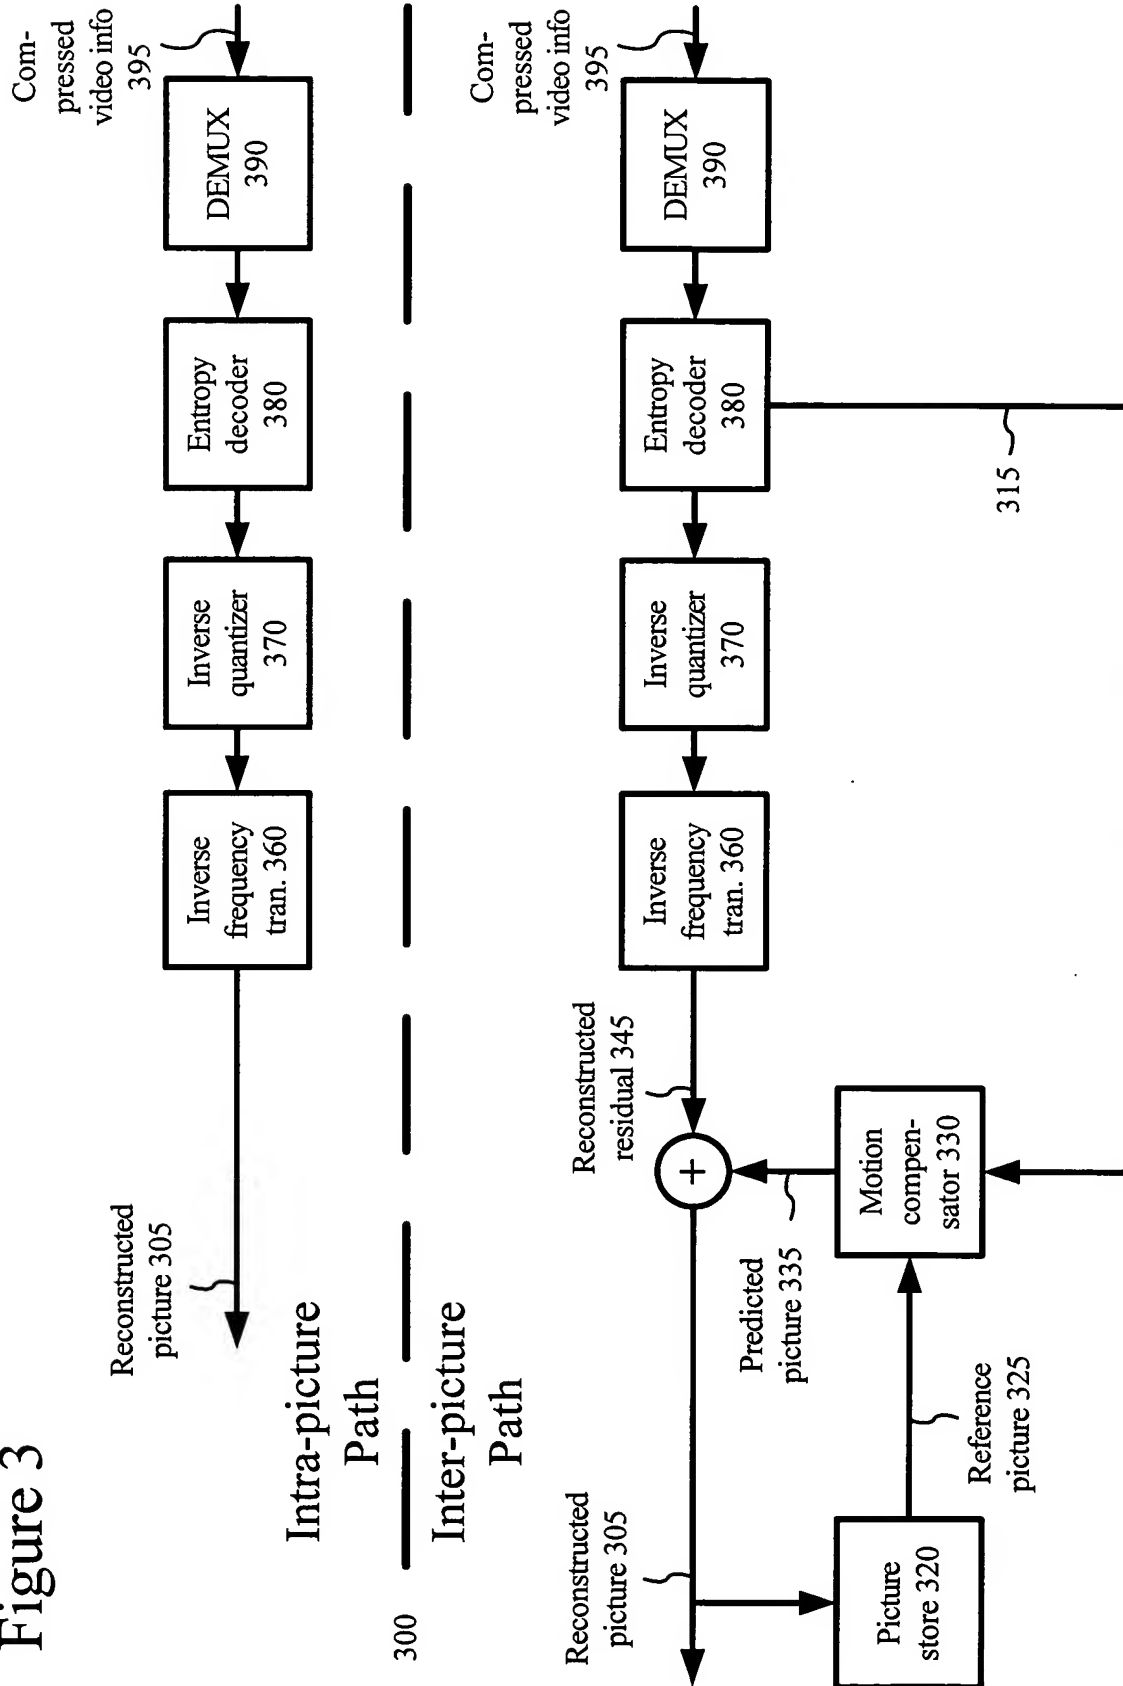 Figure 3
Com-
pressed
video info
395
DEMUX
390
Entropy
decoder
380
Inverse
quantizer
370
Inverse
frequency
tran. 360
Reconstructed
picture 305
Intra-picture
Path
300
Inter-picture
Path
Com-
pressed
video info
395
DEMUX
390
Entropy
decoder
380
315
Inverse
quantizer
370
Inverse
frequency
tran. 360
Reconstructed
residual 345
+
Motion
compen-
sator 330
Predicted
picture 335
Reference
picture 325
Reconstructed
picture 305
Picture
store 320